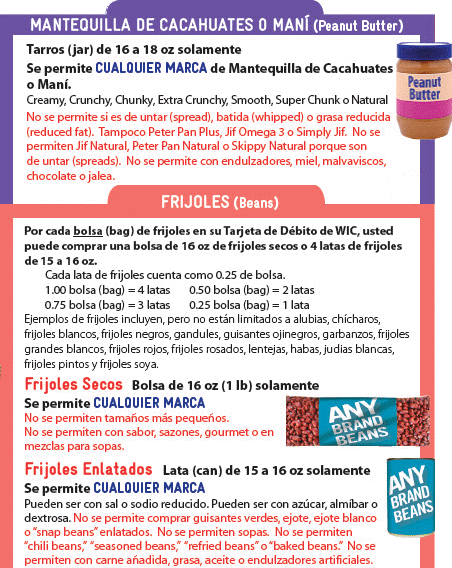 MANTEQUILLA DE CACAHUATES O MANÍ (Peanut Butter)
Tarros (jar) de 16 a 18 oz solamente
Se permite CUALQUIER MARCA de Mantequilla de Cacahuates
o Maní.
Creamy, Crunchy, Chunky, Extra Crunchy, Smooth, Super Chunk o Natural
No se permite si es de untar (spread), batida (whipped) o grasa reducida
(reduced fat). Tampoco Peter Pan Plus, Jif Omega 3 o Simply Jif. No se
permiten Jif Natural, Peter Pan Natural o Skippy Natural porque son
de untar (spreads). No se permite con endulzadores, miel, malvaviscos,
chocolate o jalea.
Peanut
Butter
FRIJOLES (Beans)
Por cada bolsa (bag) de frijoles en su Tarjeta de Débito de WIC, usted
puede comprar una bolsa de 16 oz de frijoles secos o 4 latas de frijoles
de 15 a 16 oz.
Cada lata de frijoles cuenta como 0.25 de bolsa.
1.00 bolsa (bag) = 4 latas 0.50 bolsa (bag) = 2 latas
0.75 bolsa (bag) = 3 latas 0.25 bolsa (bag) = 1 lata
Ejemplos de frijoles incluyen, pero no están limitados a alubias, chícharos,
frijoles blancos, frijoles negros, gandules, guisantes ojinegros, garbanzos, frijoles
grandes blancos, frijoles rojos, frijoles rosados, lentejas, habas, judias blancas,
frijoles pintos y frijoles soya.
Frijoles Secos Bolsa de 16 oz (1 lb) solamente
Se permite CUALQUIER MARCA
No se permiten tamaños más pequeños.
No se permiten con sabor, sazones, gourmet o en
mezclas para sopas.
ANY
BRAND
BEANS
Frijoles Enlatados Lata (can) de 15 a 16 oz solamente
Se permite CUALQUIER MARCA
Pueden ser con sal o sodio reducido. Pueden ser con azúcar, almíbar o
dextrosa. No se permite comprar guisantes verdes, ejote, ejote blanco
o "snap beans" enlatados. No se permiten sopas. No se permiten
"chili beans," "seasoned beans," "refried beans" o "baked beans." No se
permiten con carne añadida, grasa, aceite o endulzadores artificiales.
ANY
BRAND
BEANS